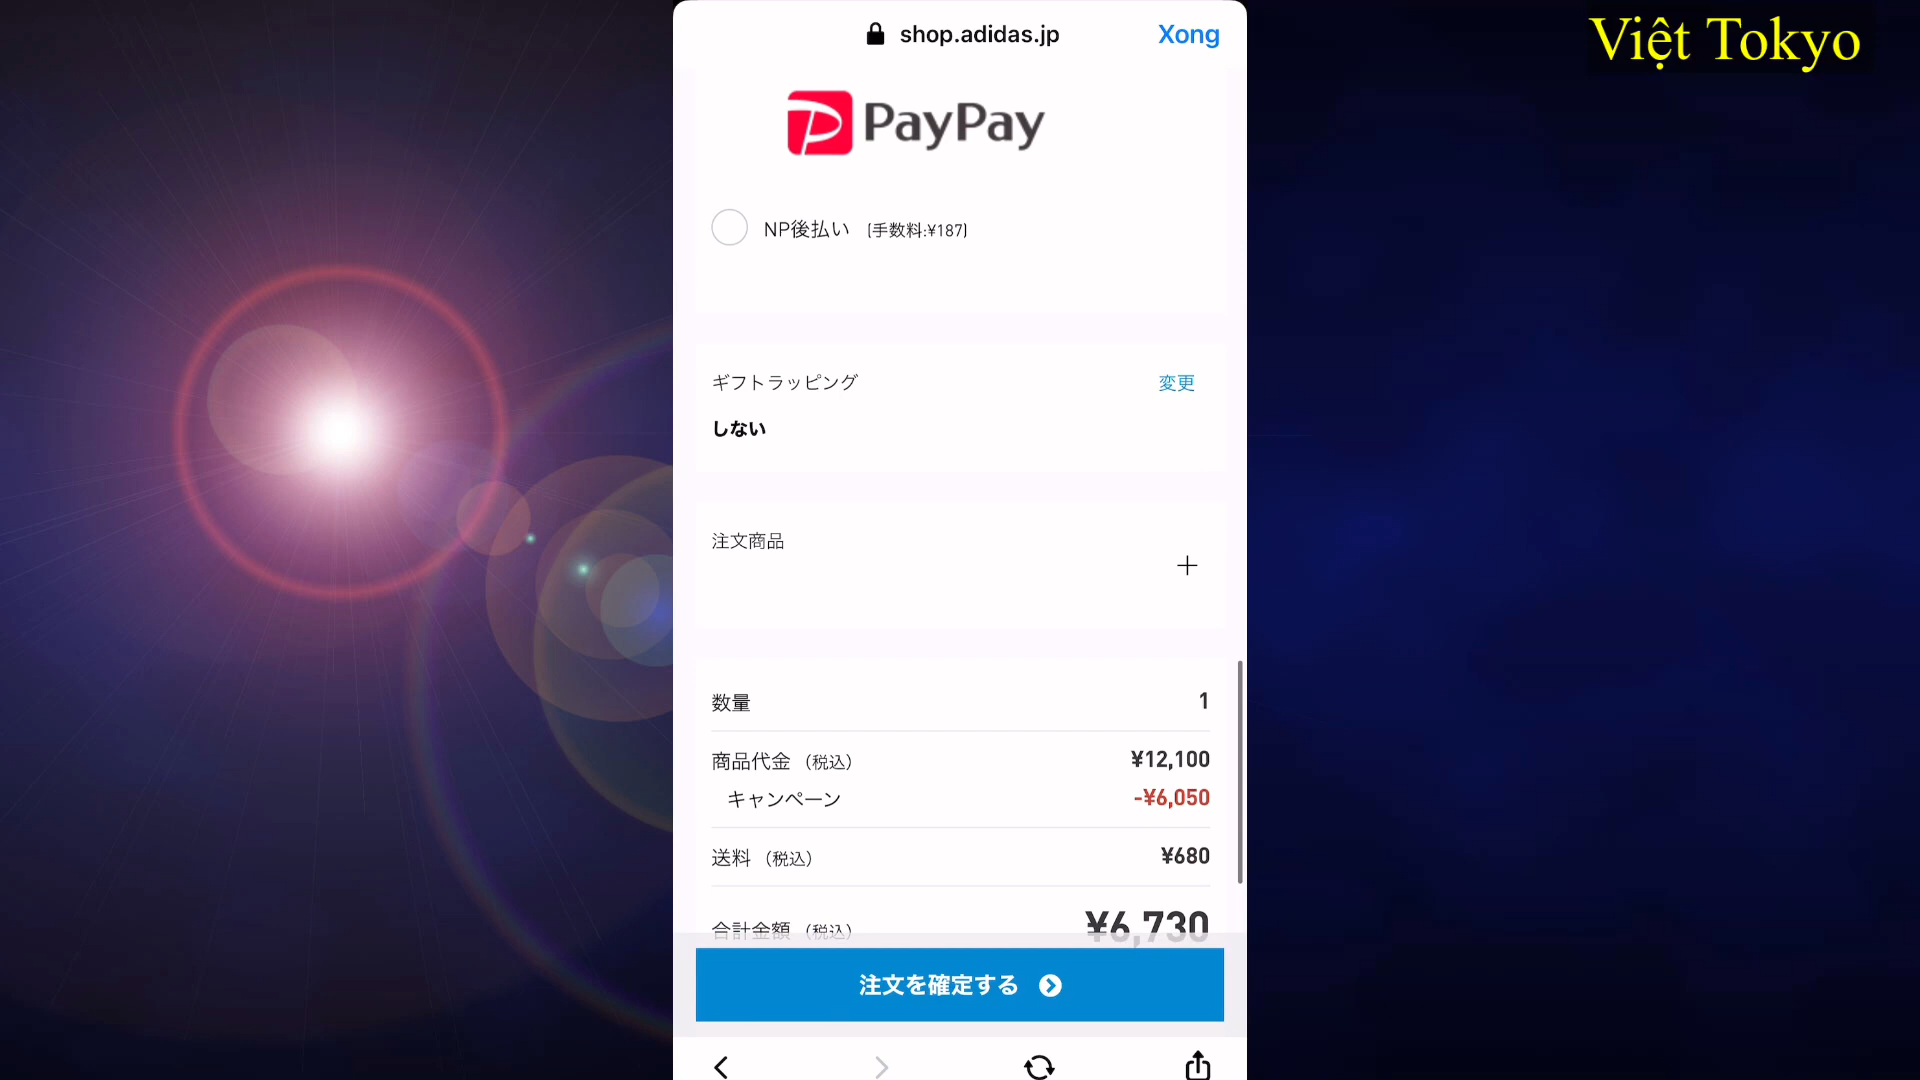 shop.adidas.jp
Xong
Việt Tokyo
PayPay
NP後払い [手数料:¥187]
ギフトラッピング
変更
しない
注文商品
数量 1
商品代金 （税込） ¥12,100
キャンペーン -¥6,050
送料 （税込） ¥680
合計金額 （税込） ¥6,730
注文を確定する